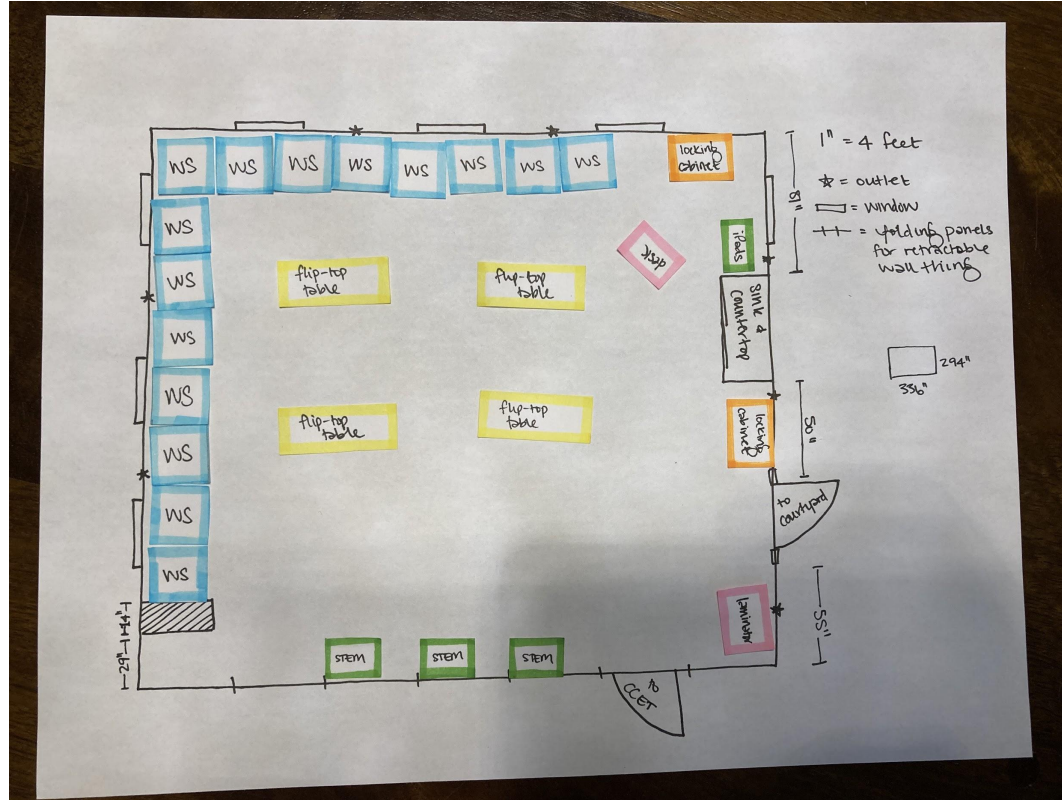 WS WS WS WS WS WS WS WS
locking
cabinet
1" = 4 feet
* = outlet
= window
= folding panels
for retractable
wall thing
81"
WS
WS
WS
WS
WS
WS
WS
desk
iPads
flip-top
table
flip-top
table
sink &
countertop
294"
336"
flip-top
table
flip-top
table
locking
cabinet
50"
to
courtyard
laminator
55"
44"
29"
STEM STEM STEM
to
CCET